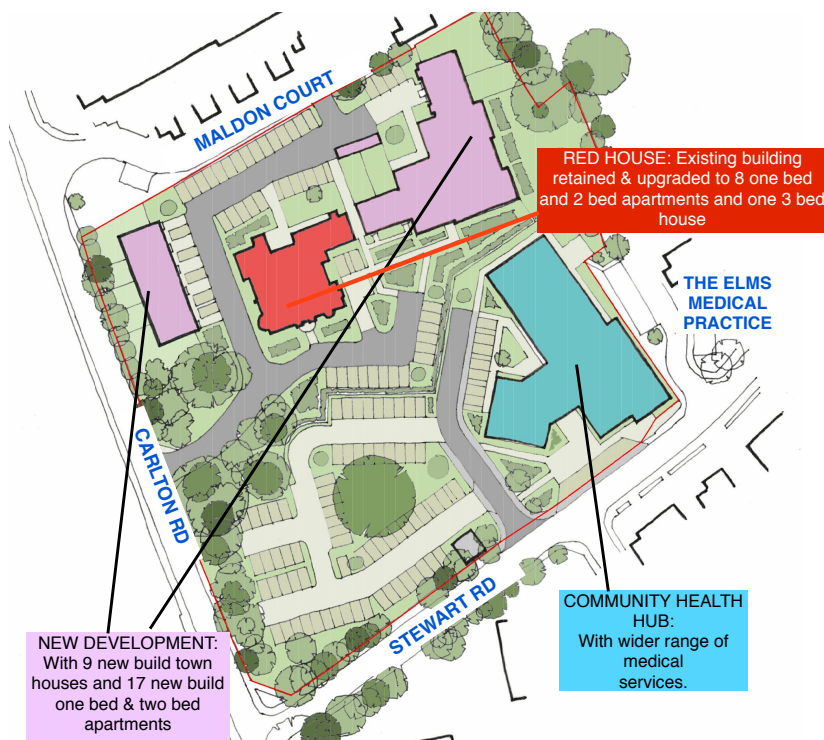 MALDON COURT
RED HOUSE: Existing building
retained & upgraded to 8 one bed
and 2 bed apartments and one 3 bed
house
THE ELMS
MEDICAL
PRACTICE
CARLTON RD
STEWART RD
NEW DEVELOPMENT:
With 9 new build town
houses and 17 new build
one bed & two bed
apartments
COMMUNITY HEALTH
HUB:
With wider range of
medical
services.